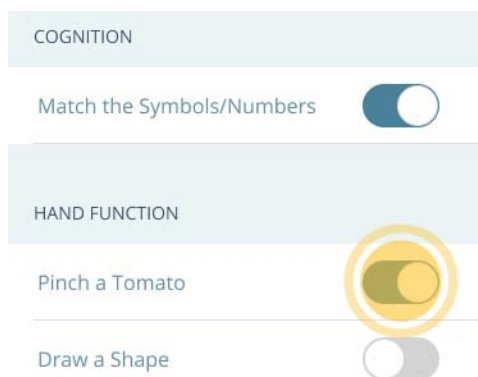 COGNITION
Match the Symbols/Numbers
HAND FUNCTION
Pinch a Tomato
Draw a Shape